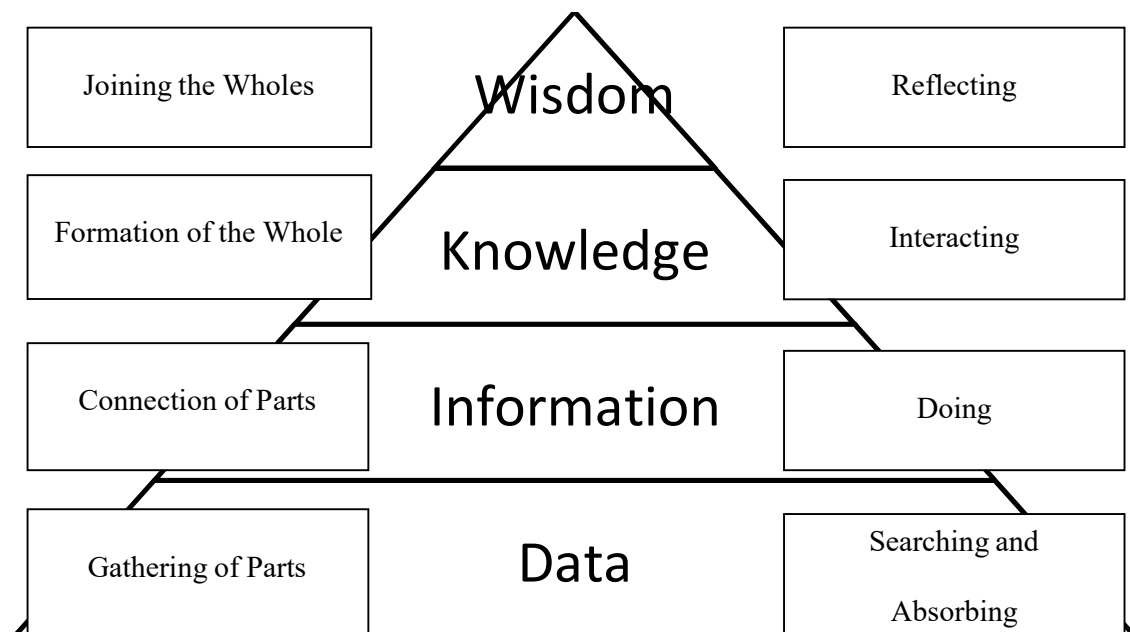 Joining the Wholes
Wisdom
Reflecting
Formation of the Whole
Knowledge
Interacting
Connection of Parts
Information
Doing
Gathering of Parts
Data
Searching and
Absorbing